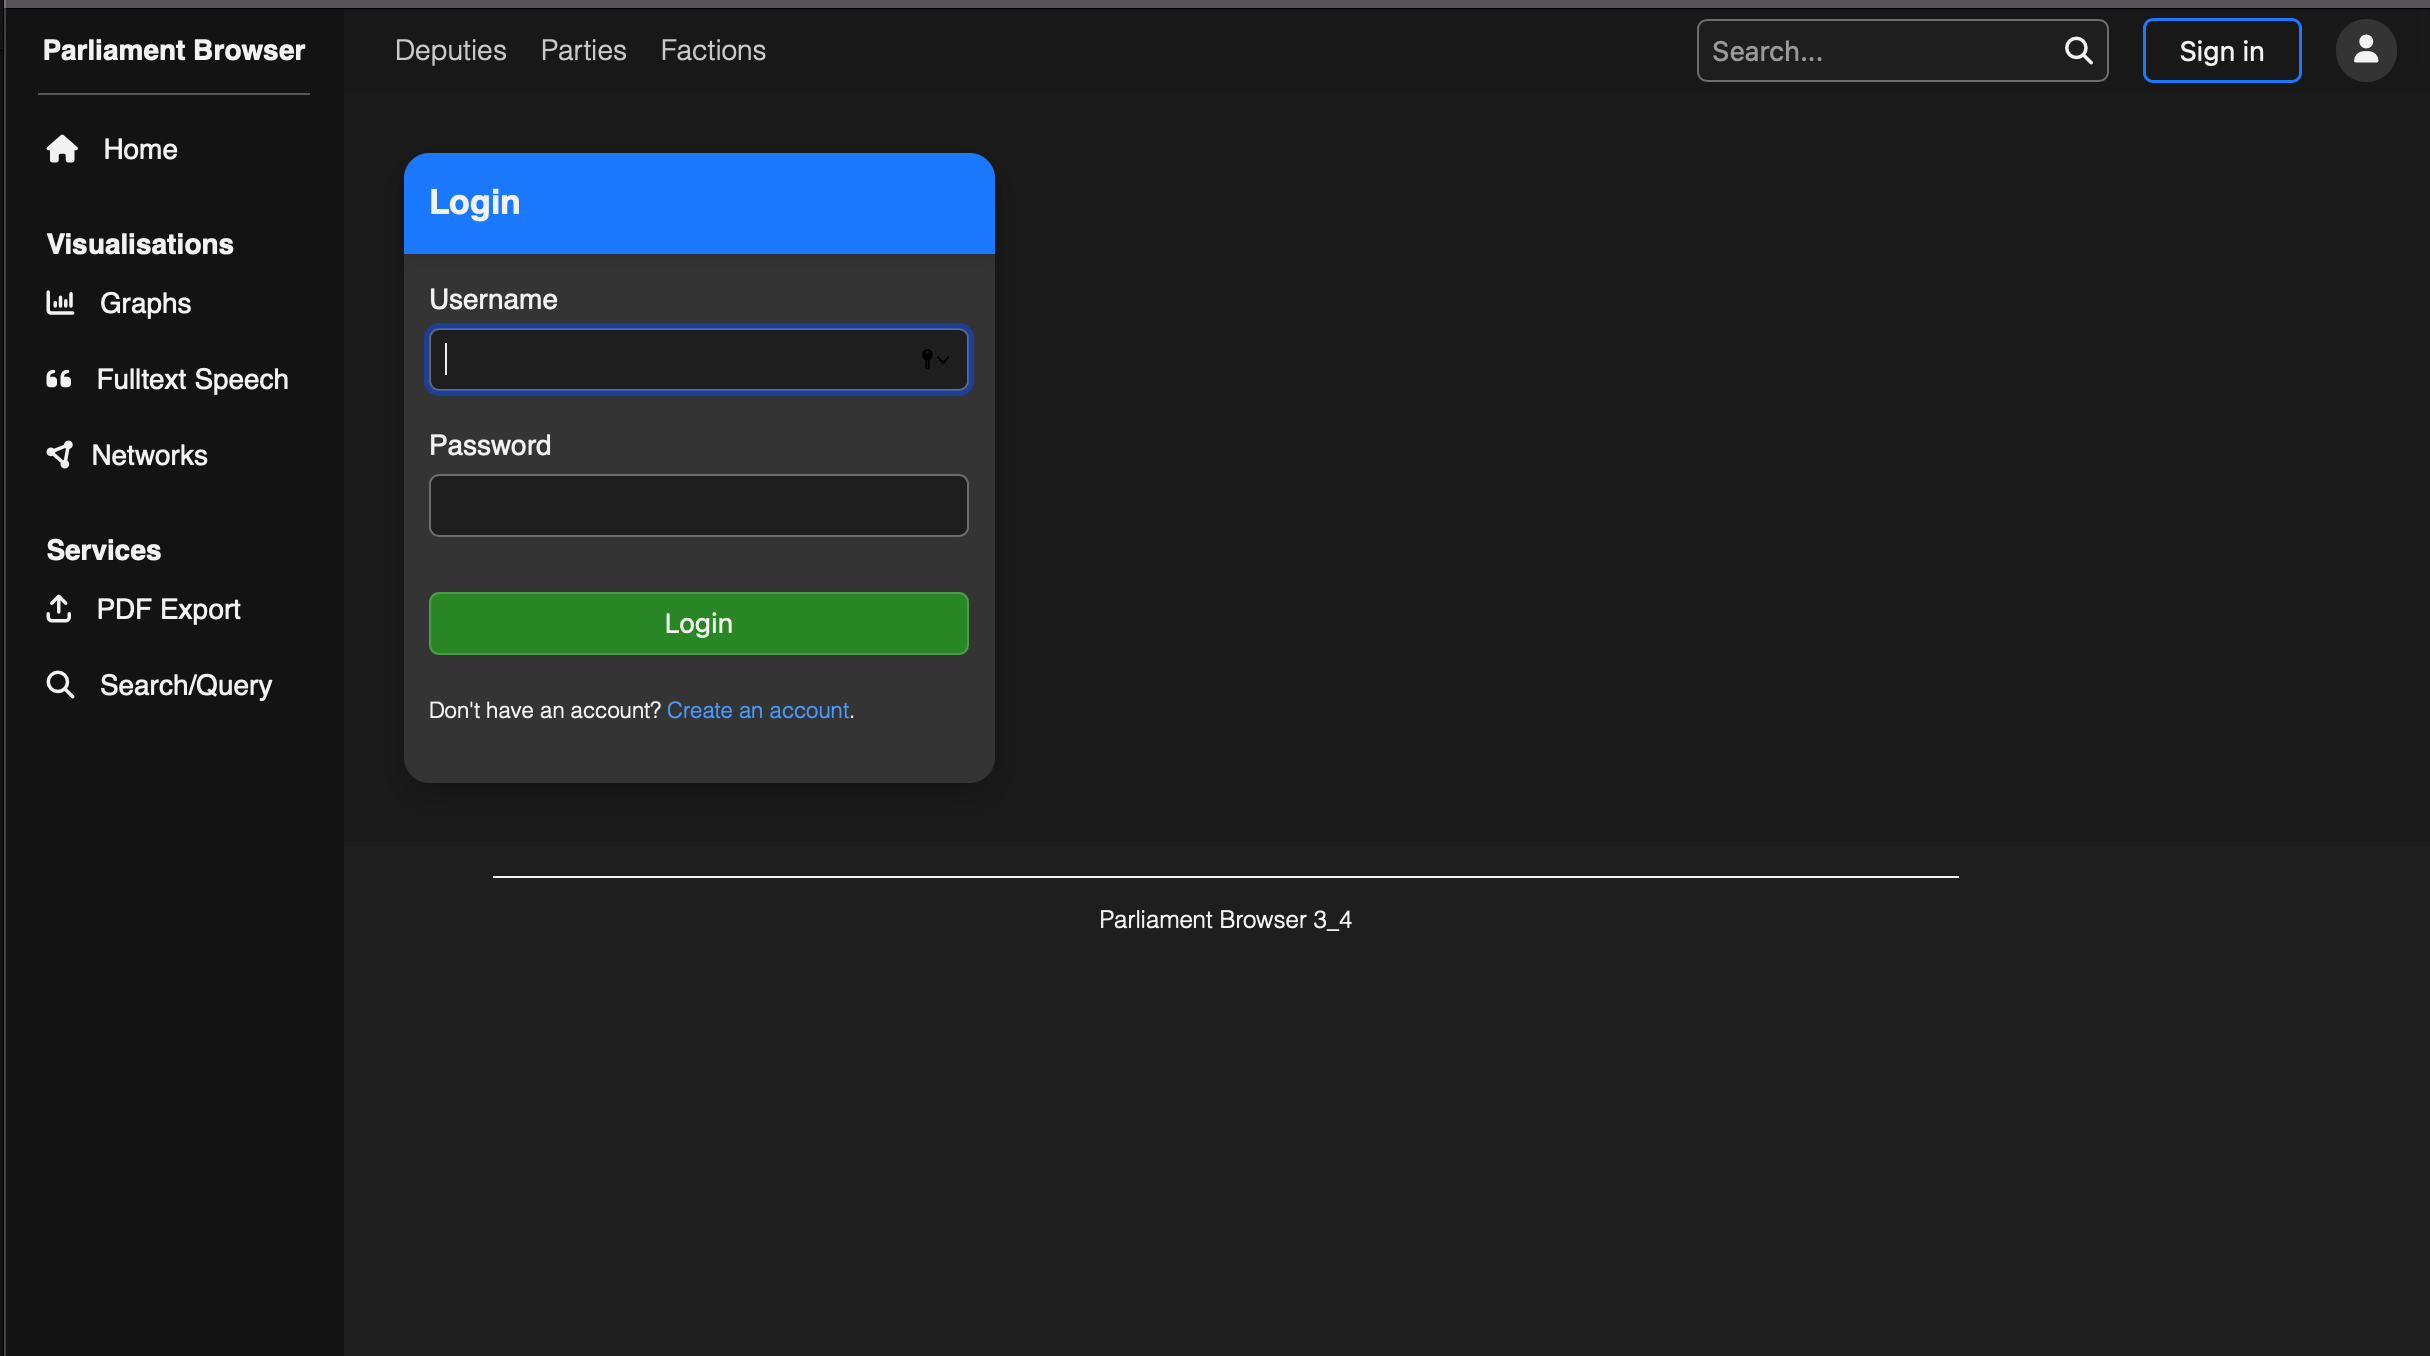 Parliament Browser
Deputies Parties Factions
Search...
Sign in
Home
Visualisations
Graphs
Fulltext Speech
Networks
Services
PDF Export
Search/Query
Login
Username
Password
Login
Don't have an account? Create an account.
Parliament Browser 3_4